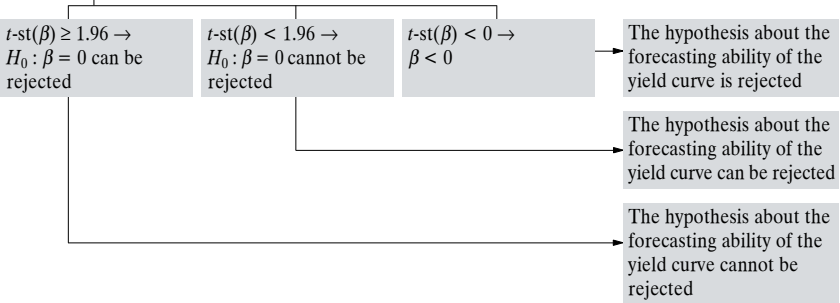 t-st(β) ≥ 1.96 →
H₀ : β = 0 can be
rejected
t-st(β) < 1.96 →
H₀ : β = 0 cannot be
rejected
t-st(β) < 0 →
β < 0
The hypothesis about the
forecasting ability of the
yield curve is rejected
The hypothesis about the
forecasting ability of the
yield curve can be rejected
The hypothesis about the
forecasting ability of the
yield curve cannot be
rejected